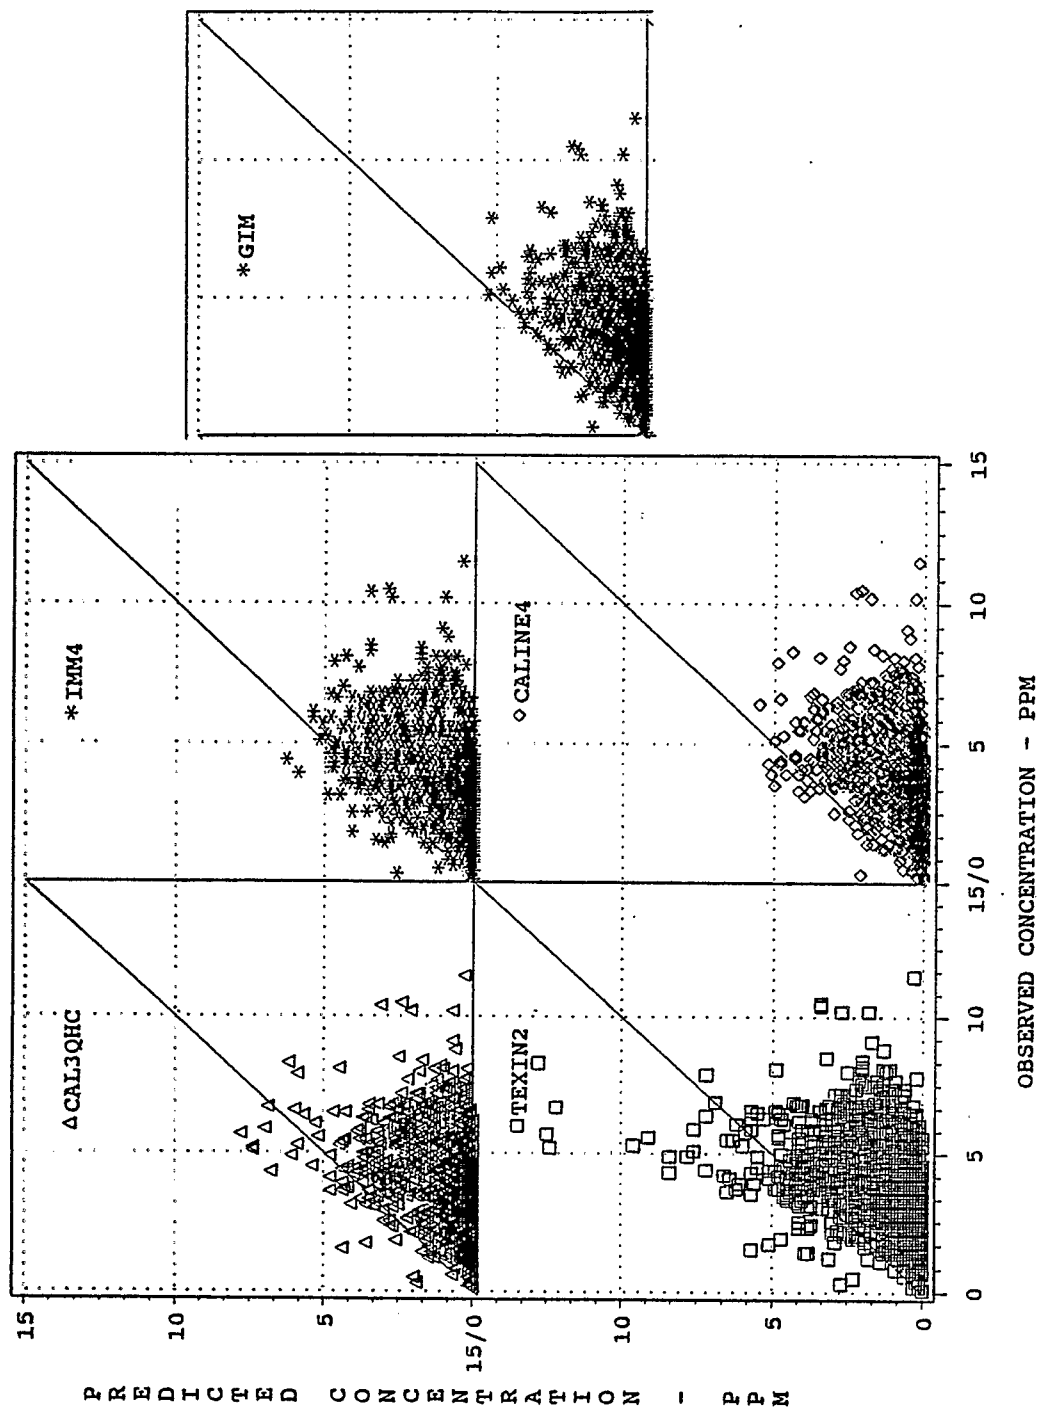 *GIM
△CAL3QHC
*IMM4
□TEXIN2
◇CALINE4
15
10
5
15/0
10
5
0
PREDICTED CONCENTRATION - PPM
0
5
10
15/0
5
10
15
OBSERVED CONCENTRATION - PPM